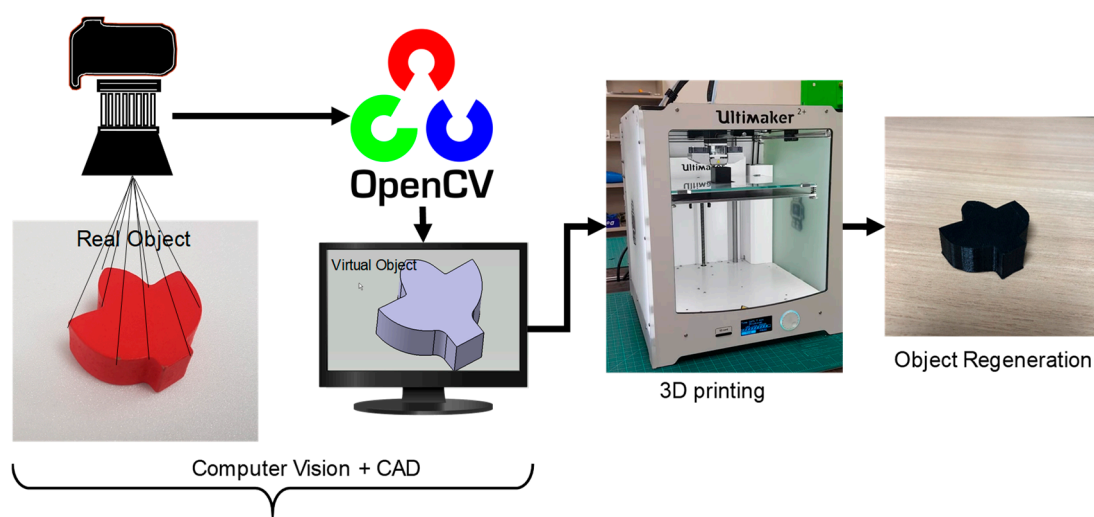 Real Object
OpenCV
Virtual Object
Ultimaker 2+
Ultimaker
3D printing
Object Regeneration
Computer Vision + CAD